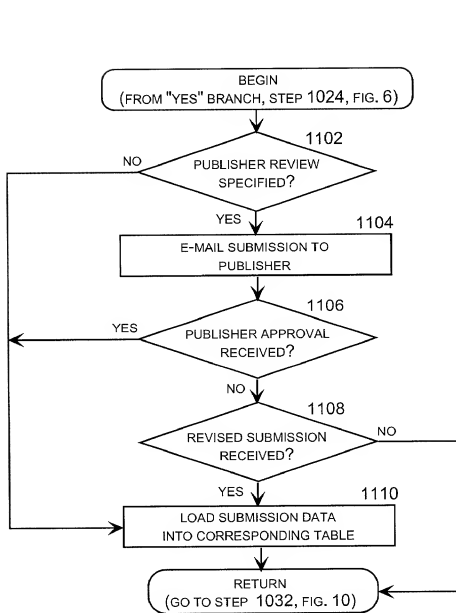 BEGIN
(FROM "YES" BRANCH, STEP 1024, FIG. 6)
1102
NO
PUBLISHER REVIEW
SPECIFIED?
YES
1104
E-MAIL SUBMISSION TO
PUBLISHER
1106
YES
PUBLISHER APPROVAL
RECEIVED?
NO
1108
NO
REVISED SUBMISSION
RECEIVED?
YES
1110
LOAD SUBMISSION DATA
INTO CORRESPONDING TABLE
RETURN
(GO TO STEP 1032, FIG. 10)